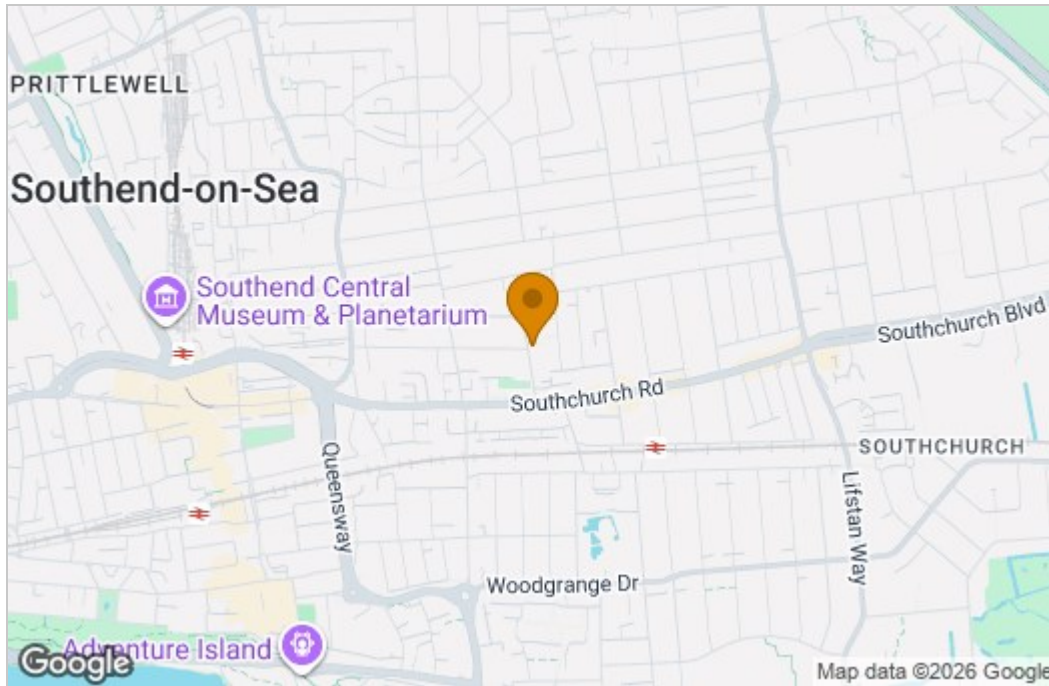 PRITTLEWELL
Southend-on-Sea
Southend Central
Museum & Planetarium
Southchurch Blvd
Southchurch Rd
SOUTHCHURCH
Queensway
Lifstan Way
Woodgrange Dr
Adventure Island
Google
Map data ©2026 Google